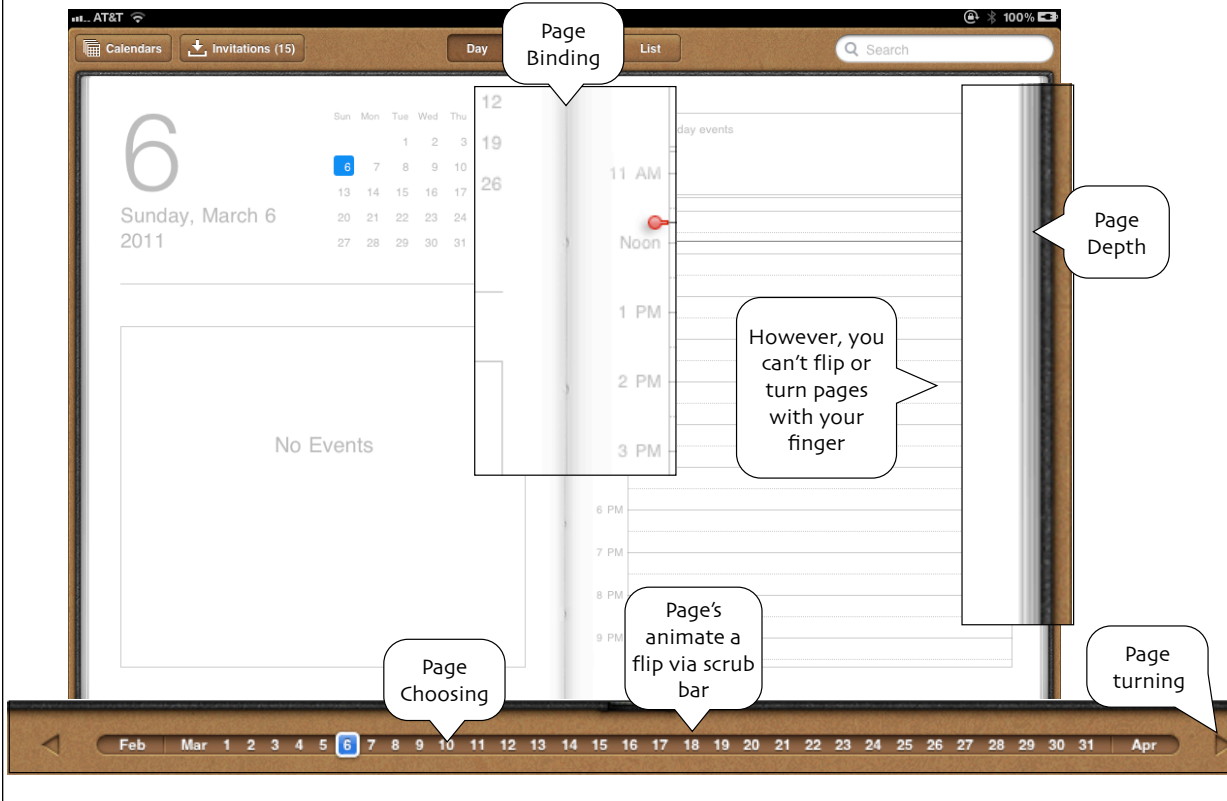 AT&T 100%
Calendars Invitations (15) Day List Search
Page
Binding
6
Sunday, March 6
2011
Sun Mon Tue Wed Thu
1 2 3
6 7 8 9 10
13 14 15 16 17
20 21 22 23 24
27 28 29 30 31
12
19
26
No Events
day events
11 AM
Noon
1 PM
2 PM
3 PM
6 PM
7 PM
8 PM
9 PM
Page
Depth
However, you
can't flip or
turn pages
with your
finger
Page's
animate a
flip via scrub
bar
Page
Choosing
Page
turning
Feb Mar 1 2 3 4 5 6 7 8 9 10 11 12 13 14 15 16 17 18 19 20 21 22 23 24 25 26 27 28 29 30 31 Apr